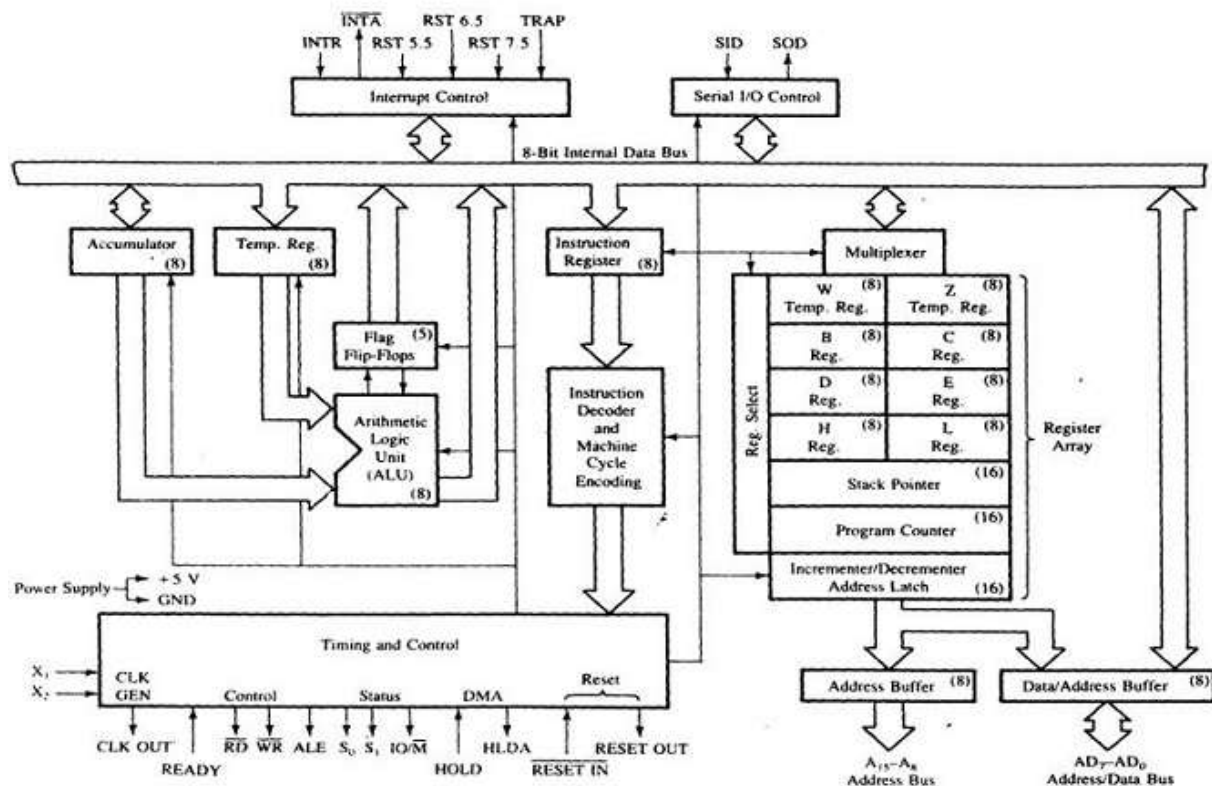 INTA RST 6.5 TRAP
INTR RST 5.5 RST 7.5
SID SOD
Interrupt Control
Serial I/O Control
8-Bit Internal Data Bus
Accumulator
(8)
Temp. Reg.
(8)
Instruction
Register (8)
Multiplexer
Flag (5)
Flip-Flops
Arithmetic
Logic
Unit
(ALU)
(8)
Instruction
Decoder
and
Machine
Cycle
Encoding
Reg. Select
W (8)
Temp. Reg.
Z (8)
Temp. Reg.
B (8)
Reg.
C (8)
Reg.
D (8)
Reg.
E (8)
Reg.
H (8)
Reg.
L (8)
Reg.
Stack Pointer (16)
Program Counter (16)
Incrementer/Decrementer
Address Latch (16)
Register
Array
Power Supply
+5 V
GND
Timing and Control
X₁
X₂
CLK
GEN
Control
Status
DMA
Reset
CLK OUT
READY
RD WR ALE S₀ S₁ IO/M
HOLD
HLDA
RESET IN
RESET OUT
Address Buffer (8)
Data/Address Buffer (8)
A₁₅–A₈
Address Bus
AD₇–AD₀
Address/Data Bus